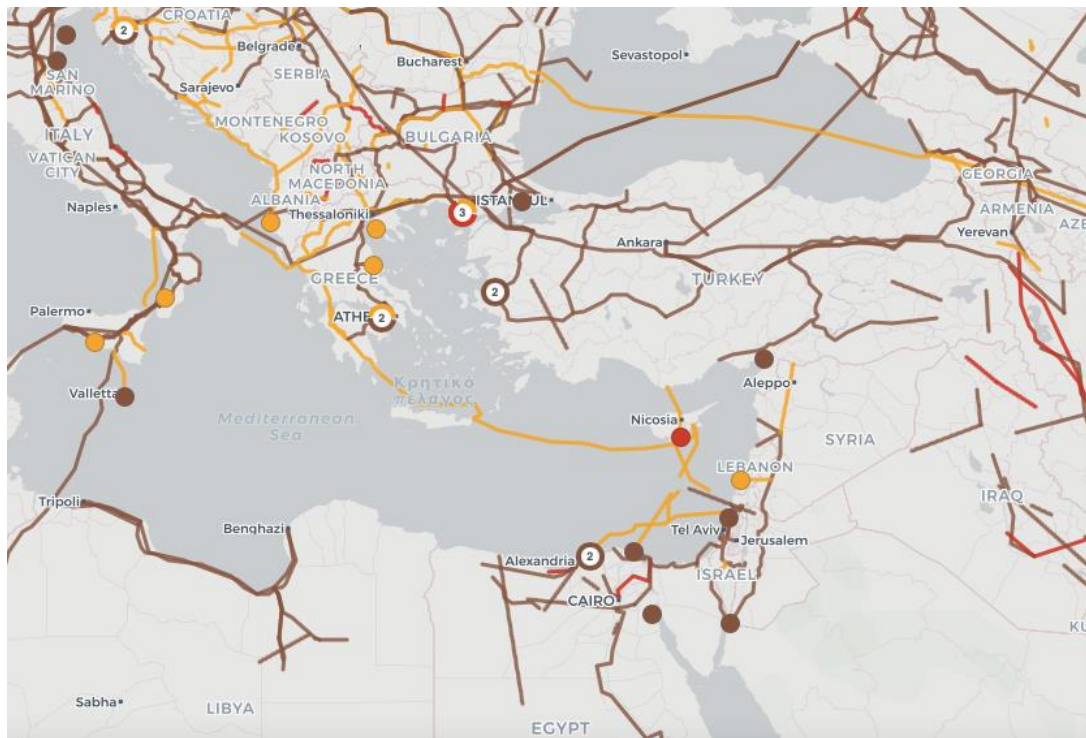 CROATIA
2
Belgrade
Bucharest
Sevastopol
SAN
MARINO
SERBIA
Sarajevo
MONTENEGRO
KOSOVO
ITALY
BULGARIA
VATICAN
CITY
NORTH
MACEDONIA
GEORGIA
ALBANIA
ISTANBUL
ARMENIA
Naples
Thessaloniki
3
AZE
Yerevan
Ankara
GREECE
TURKEY
2
Palermo
ATHE
2
Aleppo
Κρητικό
πέλαγος
Valletta
Mediterranean
Sea
Nicosia
SYRIA
LEBANON
IRAQ
Tripoli
Benghazi
Tel Aviv
Jerusalem
Alexandria
2
ISRAEL
CAIRO
KU
Sabha
LIBYA
EGYPT